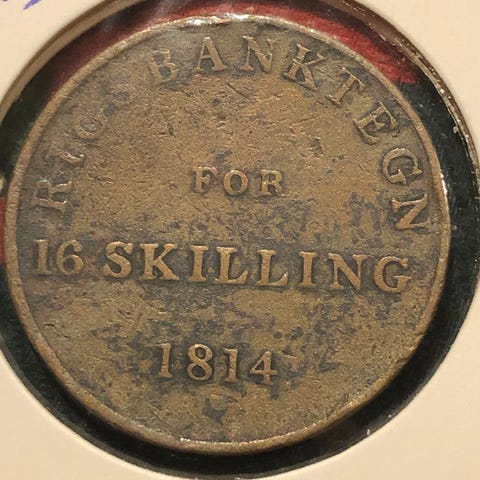 RIGSBANKTEGN
FOR
16 SKILLING
1814